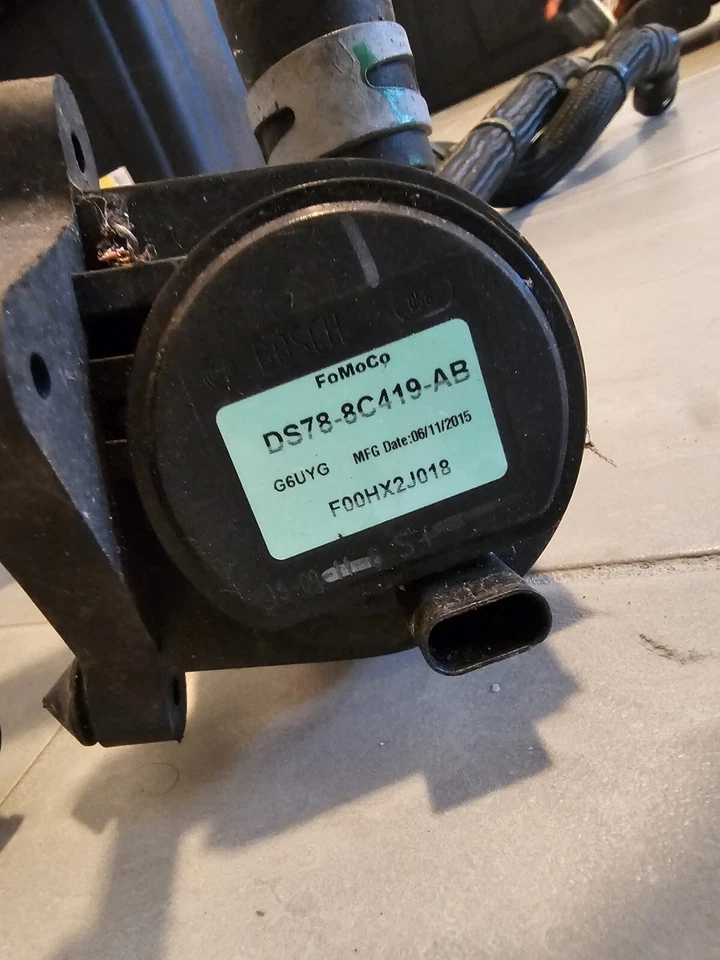 BOSCH
FoMoCo
DS78-8C419-AB
G6UYG MFG Date:06/11/2015
F00HX2J018